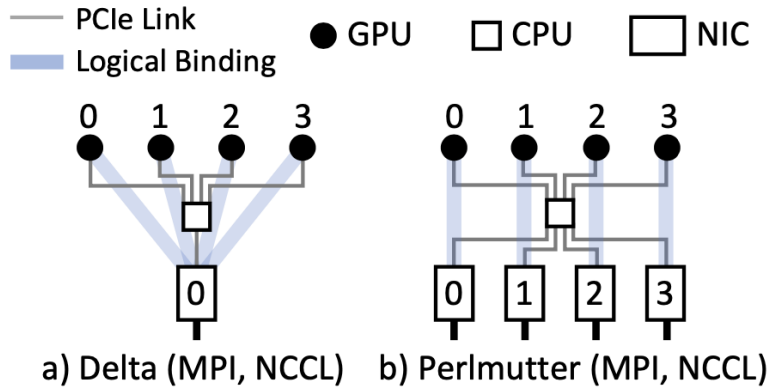 PCIe Link
Logical Binding
GPU
CPU
NIC
0 1 2 3
0
a) Delta (MPI, NCCL)
0 1 2 3
0 1 2 3
b) Perlmutter (MPI, NCCL)